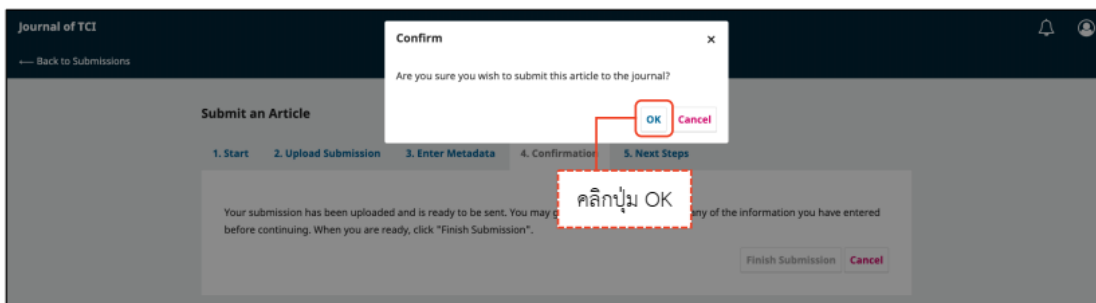 Journal of TCI
← Back to Submissions
Confirm
×
Are you sure you wish to submit this article to the journal?
OK
Cancel
Submit an Article
1. Start
2. Upload Submission
3. Enter Metadata
4. Confirmation
5. Next Steps
คลิกปุ่ม OK
Your submission has been uploaded and is ready to be sent. You may
any of the information you have entered
before continuing. When you are ready, click "Finish Submission".
Finish Submission
Cancel